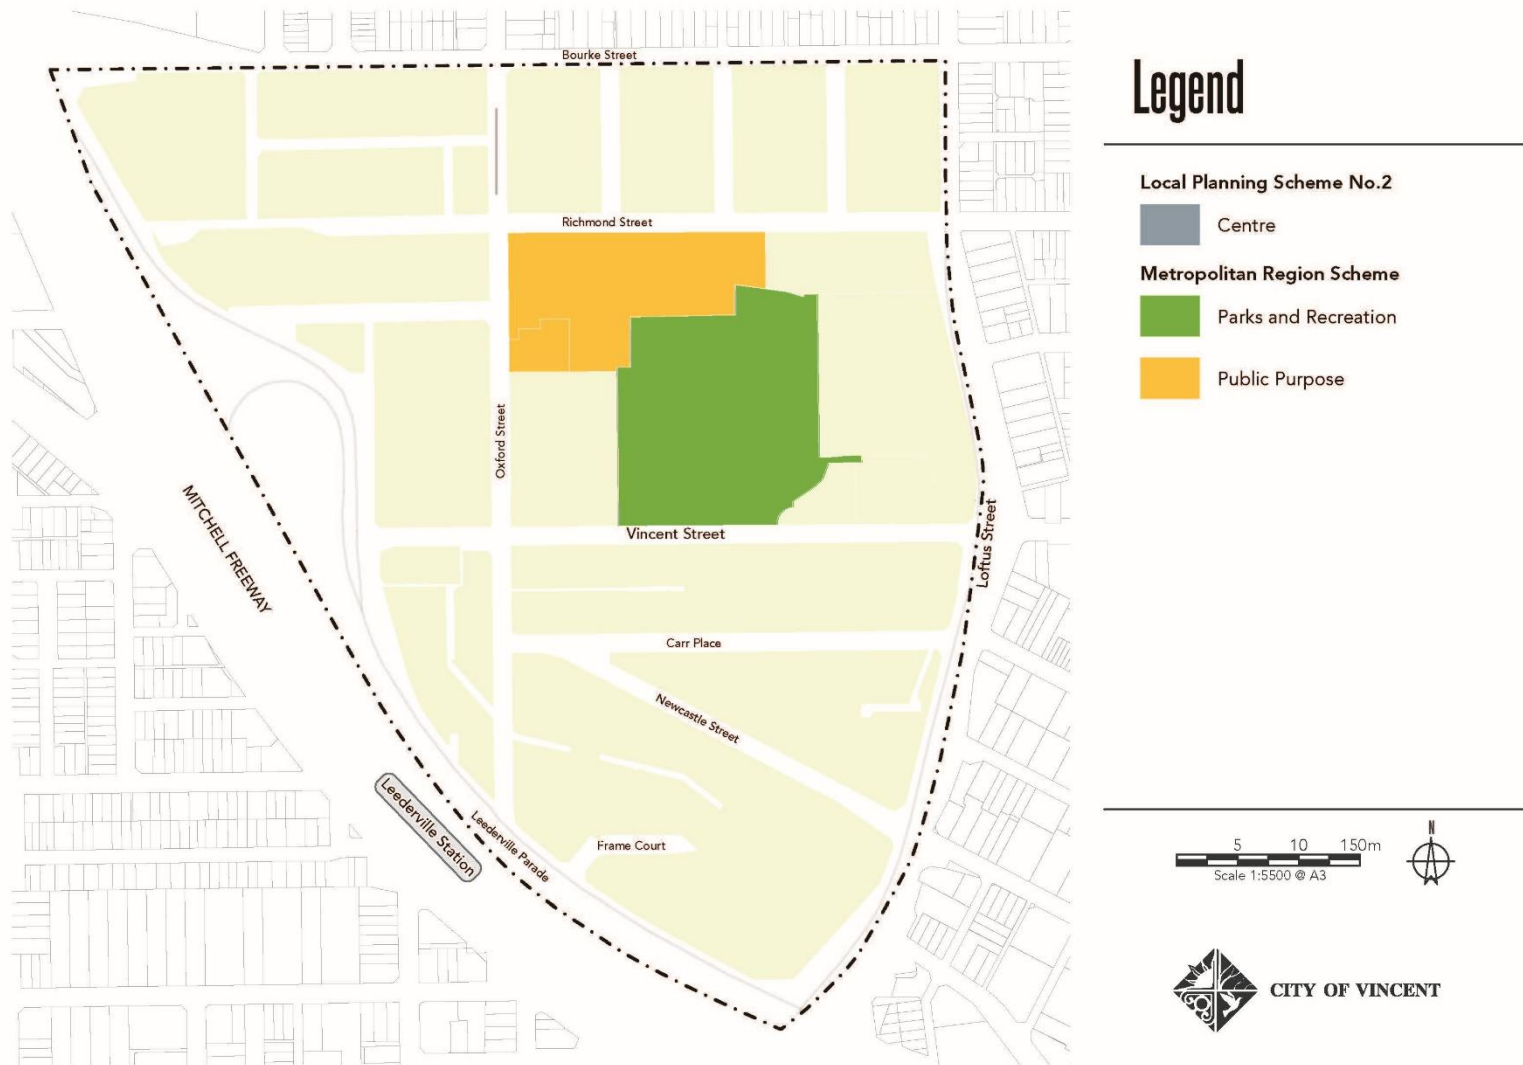 Bourke Street
Richmond Street
Oxford Street
Vincent Street
Loftus Street
MITCHELL FREEWAY
Carr Place
Newcastle Street
Leederville Station
Leederville Parade
Frame Court
Legend
Local Planning Scheme No.2
Centre
Metropolitan Region Scheme
Parks and Recreation
Public Purpose
5 10 150m
Scale 1:5500 @ A3
N
CITY OF VINCENT